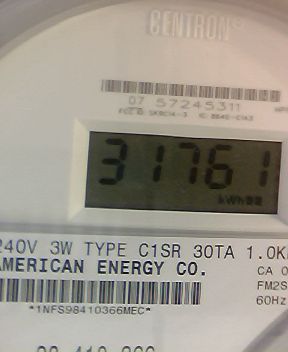 CENTRON®
07 57245311
31761
kWh
240V 3W TYPE C1SR 30TA 1.0K
AMERICAN ENERGY CO.
CA 0
FM2S
*1NFS98410366MEC*
60Hz